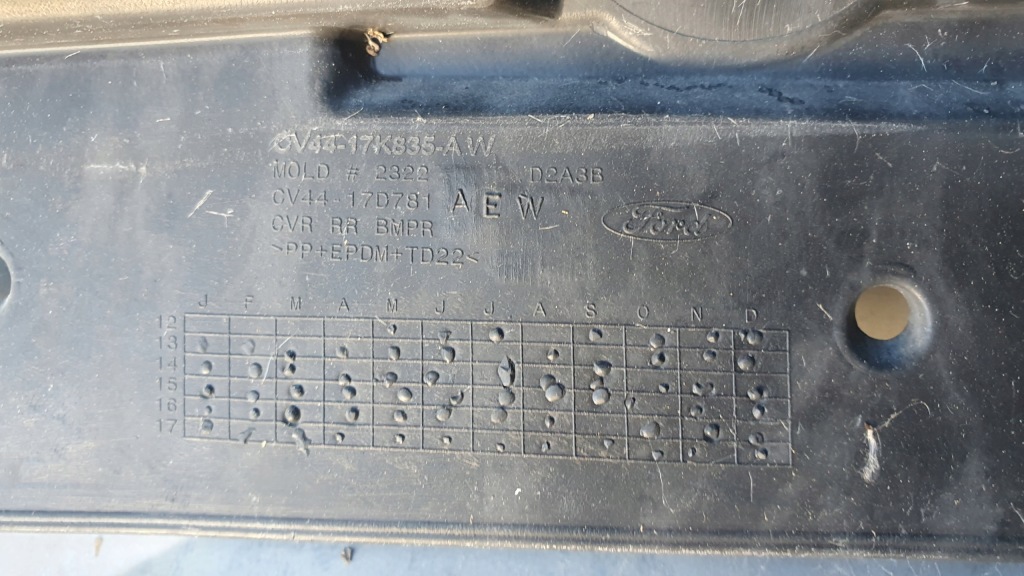 CV44-17K835-AW
MOLD # 2322 D2A3B
CV44-17D781 AEW
CVR RR BMPR
>PP+EPDM+TD22<
Ford
J F M A M J J A S O N D
12
13
14
15
16
17